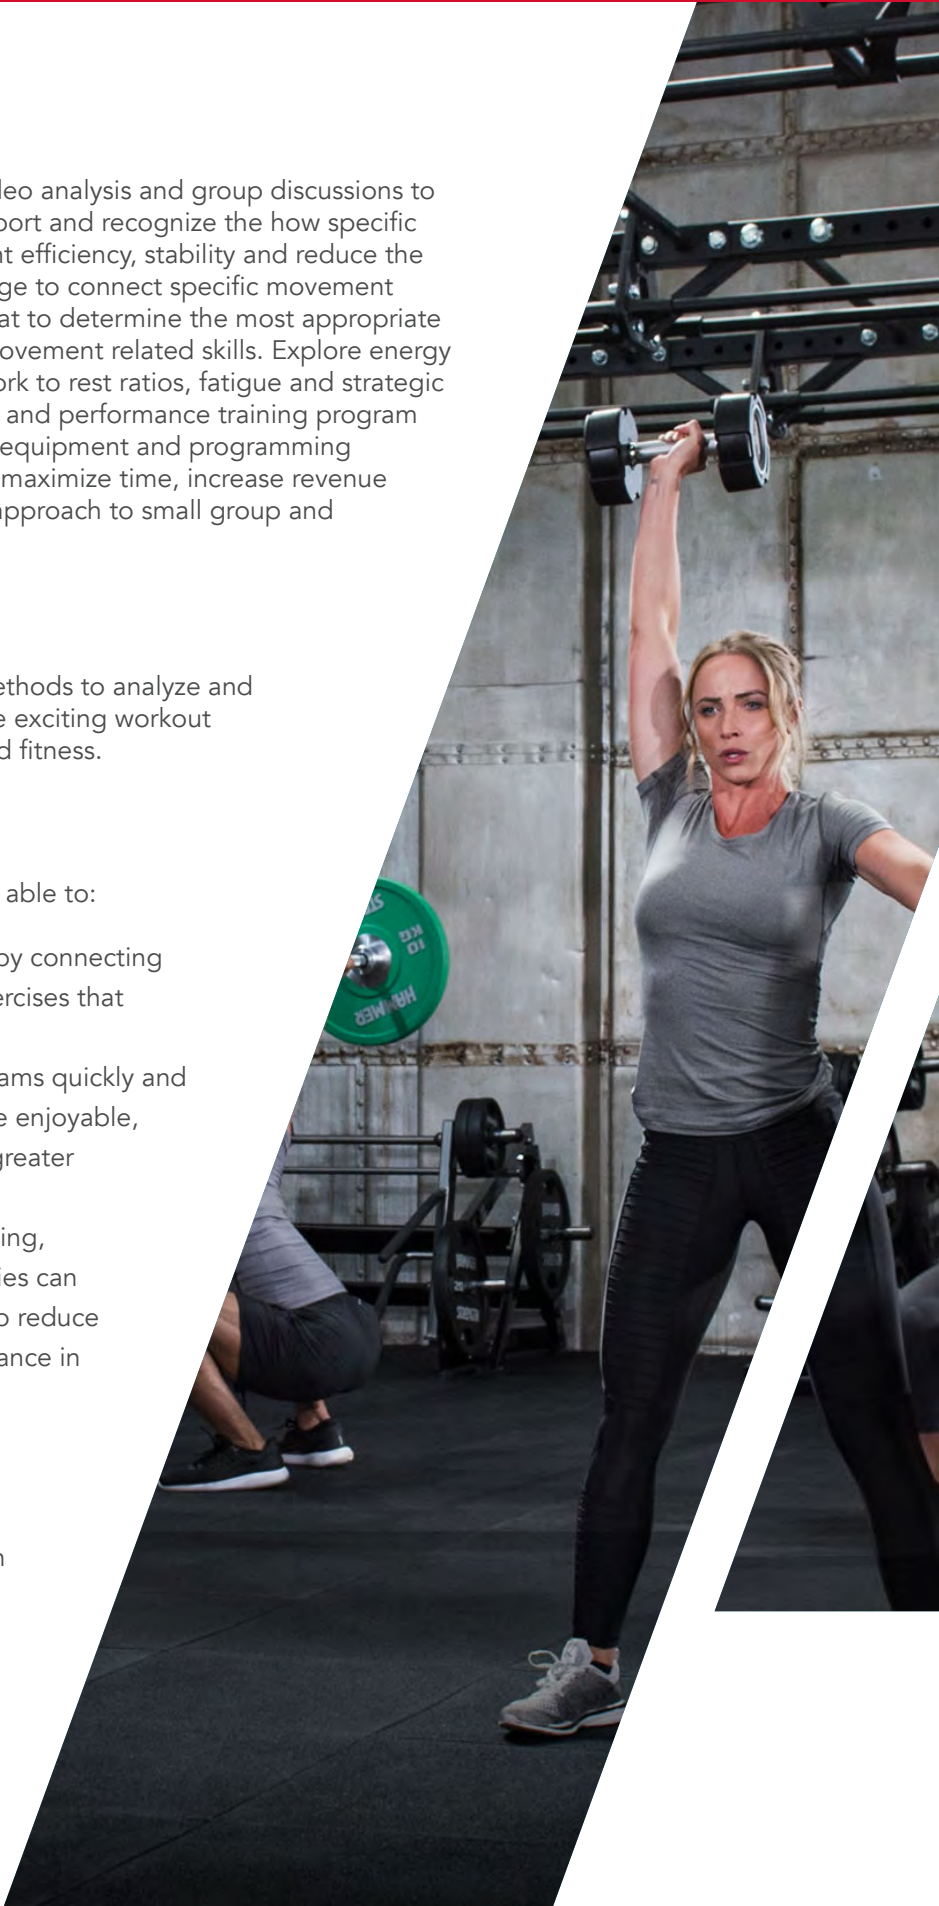 leo analysis and group discussions to
port and recognize the how specific
nt efficiency, stability and reduce the
ge to connect specific movement
at to determine the most appropriate
ovement related skills. Explore energy
ork to rest ratios, fatigue and strategic
and performance training program
equipment and programming
maximize time, increase revenue
approach to small group and
ethods to analyze and
e exciting workout
d fitness.
able to:
by connecting
ercises that
ams quickly and
e enjoyable,
greater
ing,
ies can
o reduce
ance in
n
10
KG
HAMMER